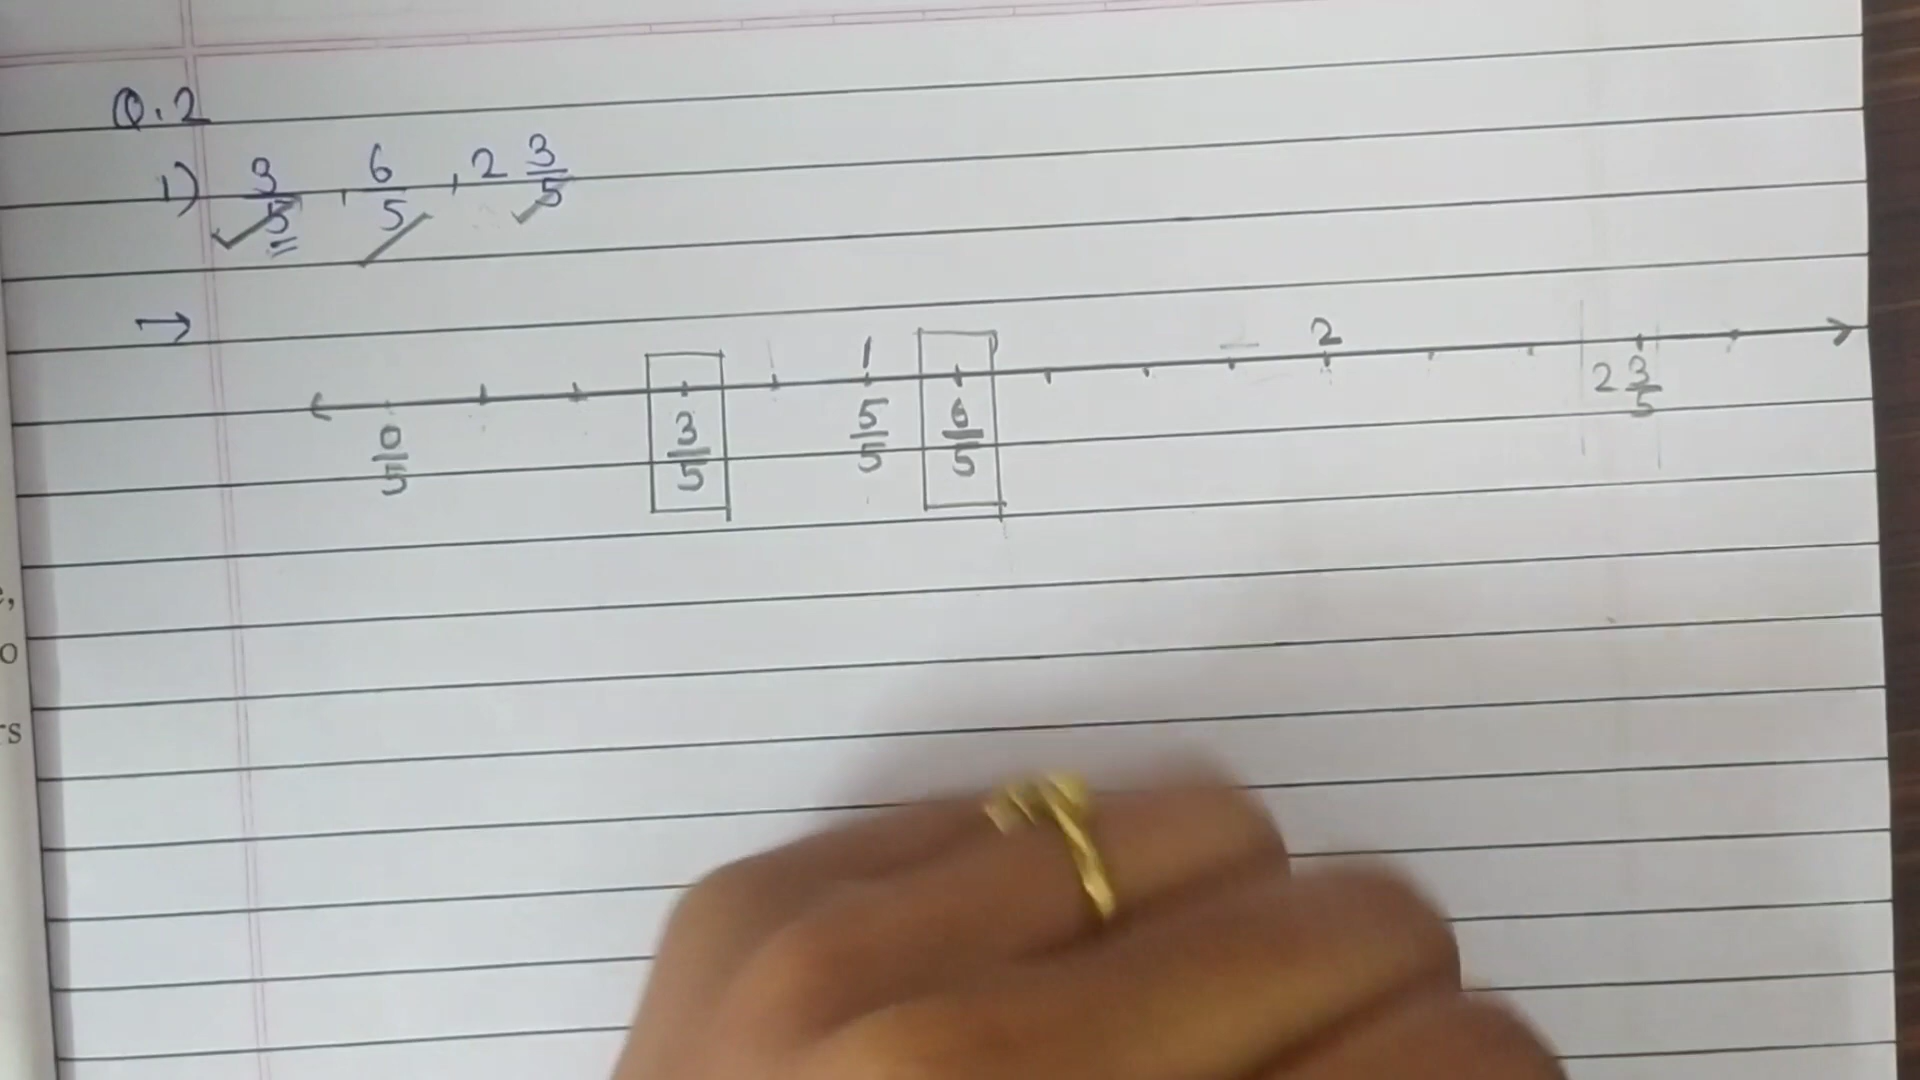 Q.2
1) 3/5 , 6/5 , 2 3/5
→
1 2
0/5 3/5 5/5 6/5 2 3/5
e,
o
rs